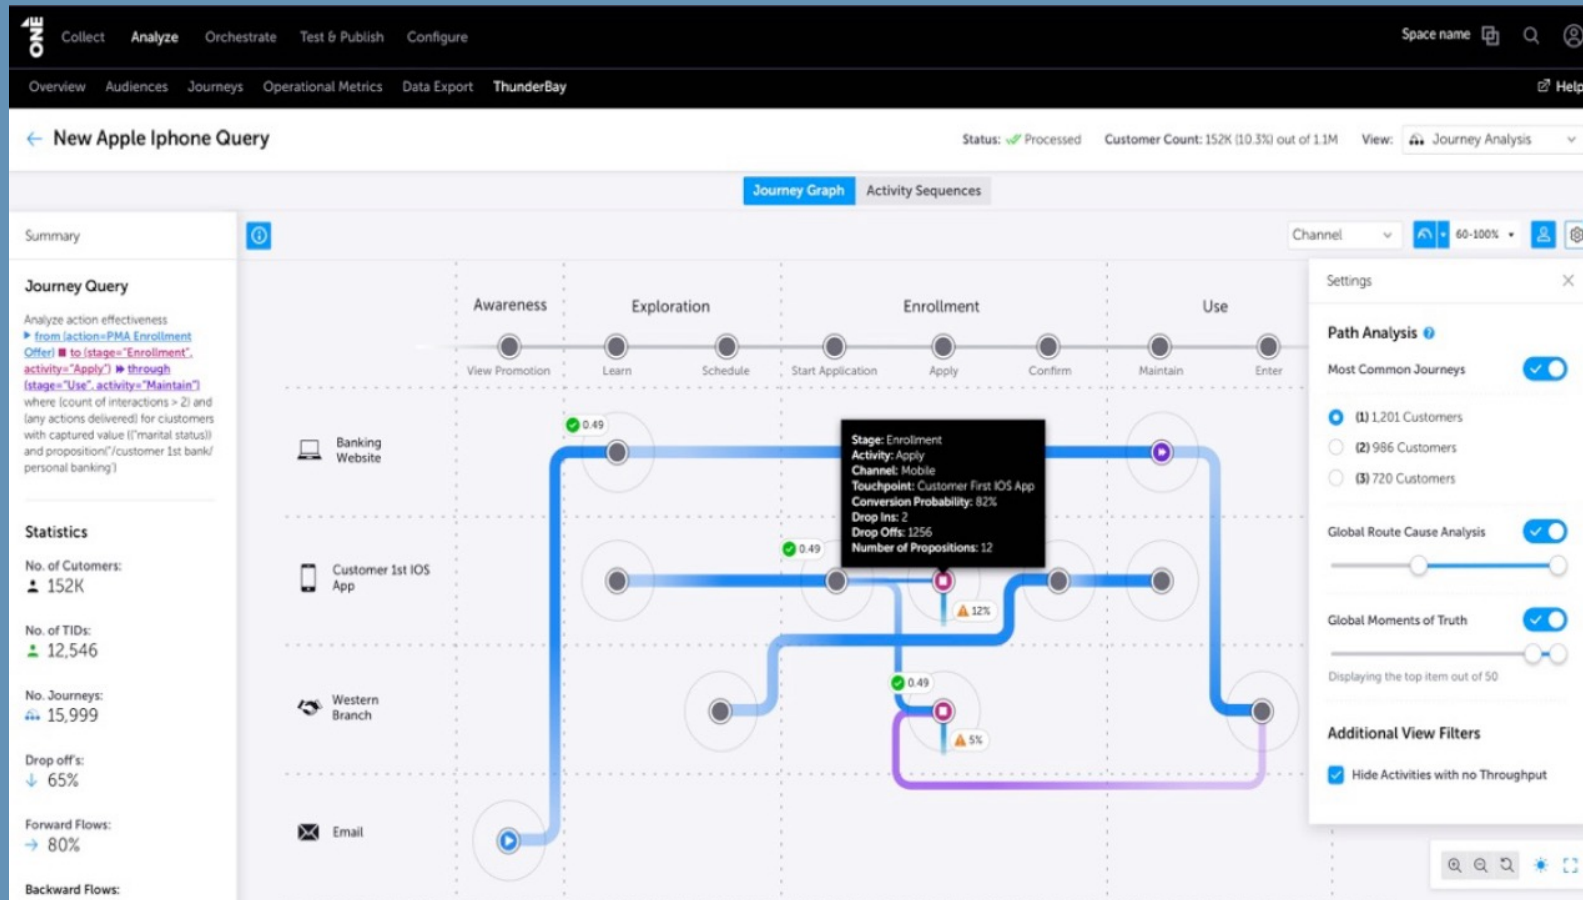 ONE
Collect Analyze Orchestrate Test & Publish Configure
Space name
Overview Audiences Journeys Operational Metrics Data Export ThunderBay
Help
New Apple Iphone Query
Status: Processed Customer Count: 152K (10.3%) out of 1.1M View: Journey Analysis
Journey Graph Activity Sequences
Summary
Channel
60-100%
Journey Query
Analyze action effectiveness
from (action=PMA Enrollment
Offer) to (stage="Enrollment",
activity="Apply") through
(stage="Use", activity="Maintain")
where (count of interactions > 2) and
(any actions delivered) for ciustomers
with captured value (("marital status))
and proposition("/customer 1st bank/
personal banking')
Statistics
No. of Cutomers:
152K
No. of TIDs:
12,546
No. Journeys:
15,999
Drop off's:
65%
Forward Flows:
80%
Backward Flows:
Awareness Exploration Enrollment Use
View Promotion Learn Schedule Start Application Apply Confirm Maintain Enter
Banking
Website
0.49
Stage: Enrollment
Activity: Apply
Channel: Mobile
Touchpoint: Customer First IOS App
Conversion Probability: 82%
Drop Ins: 2
Drop Offs: 1256
Number of Propositions: 12
Customer 1st IOS
App
0.49
12%
Western
Branch
0.49
5%
Email
Settings
Path Analysis
Most Common Journeys
(1) 1,201 Customers
(2) 986 Customers
(3) 720 Customers
Global Route Cause Analysis
Global Moments of Truth
Displaying the top item out of 50
Additional View Filters
Hide Activities with no Throughput